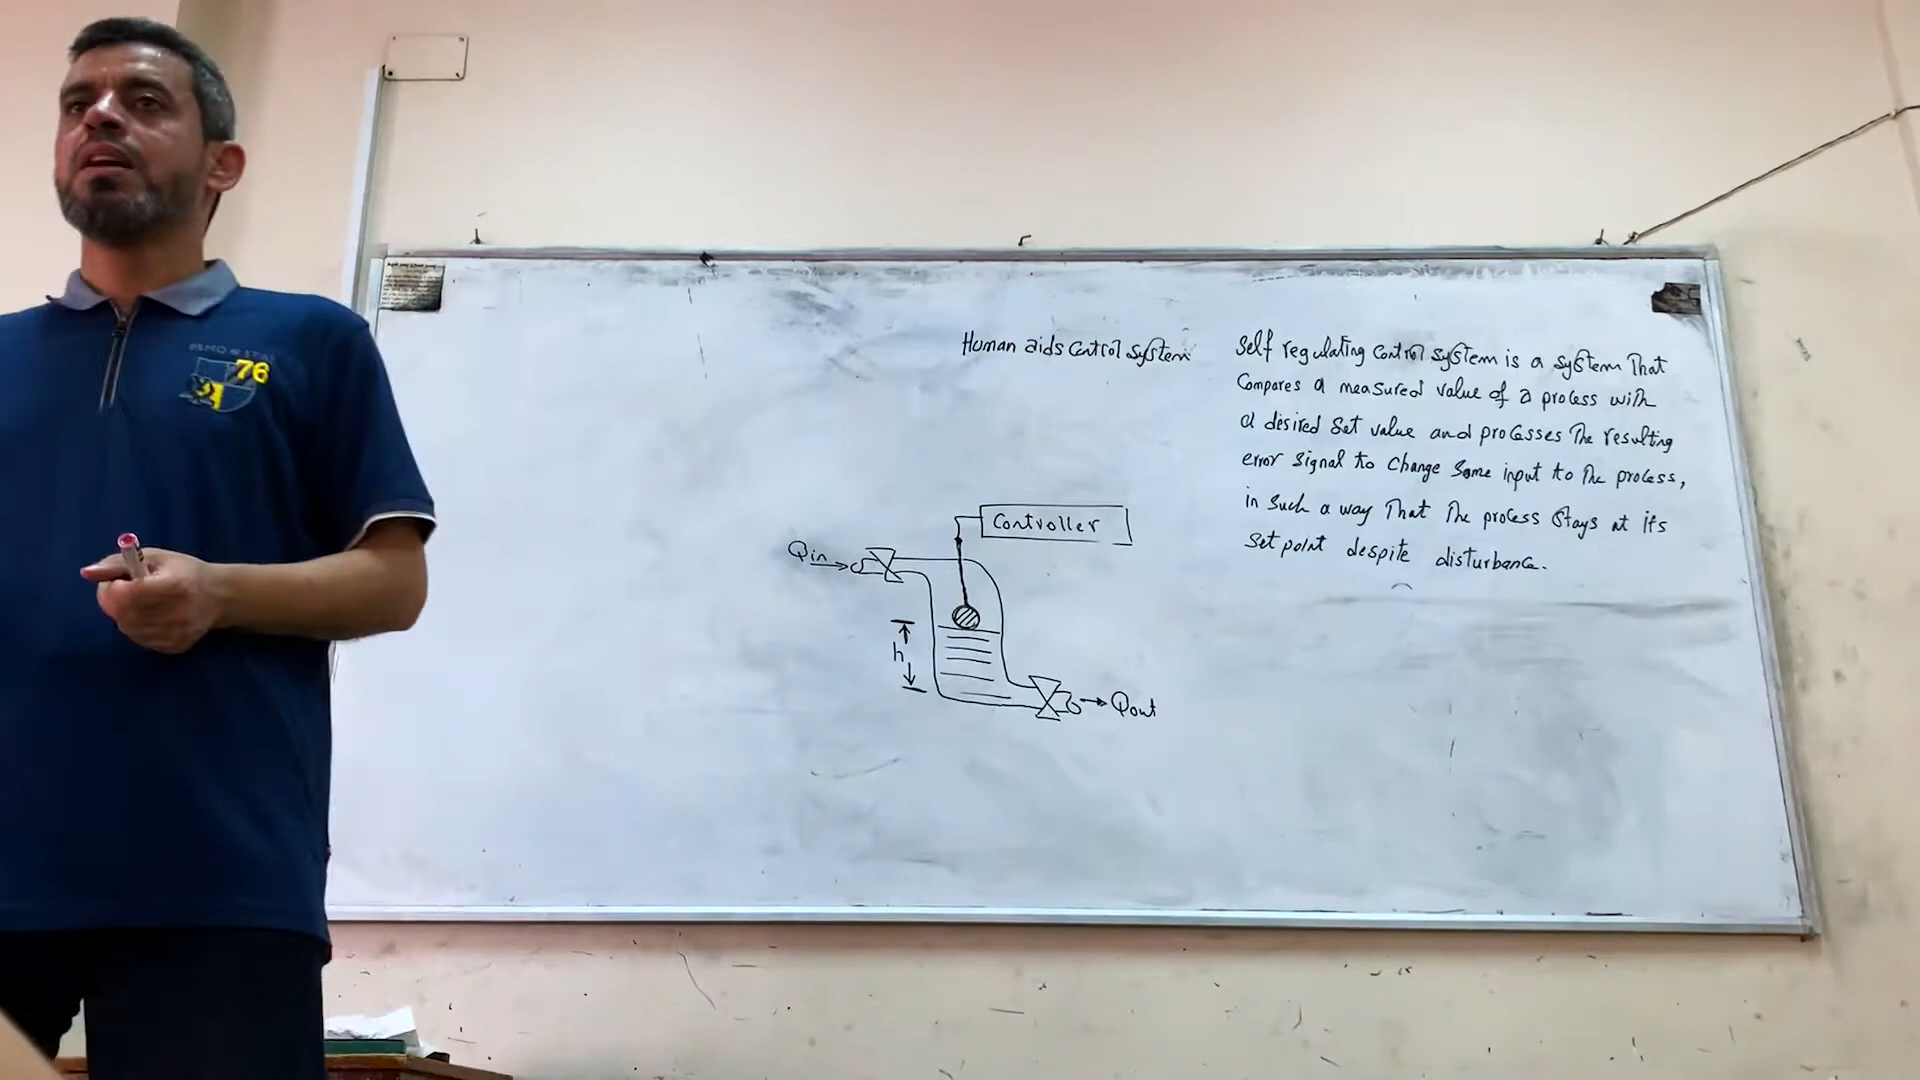 76
Human aids Control System
Self regulating Control System is a system That
Compares a measured value of a process with
a desired set value and processes The resulting
error signal to change some input to The process,
in such a way That The process stays at its
set point despite disturbance.
Controller
Qin
h
Qout